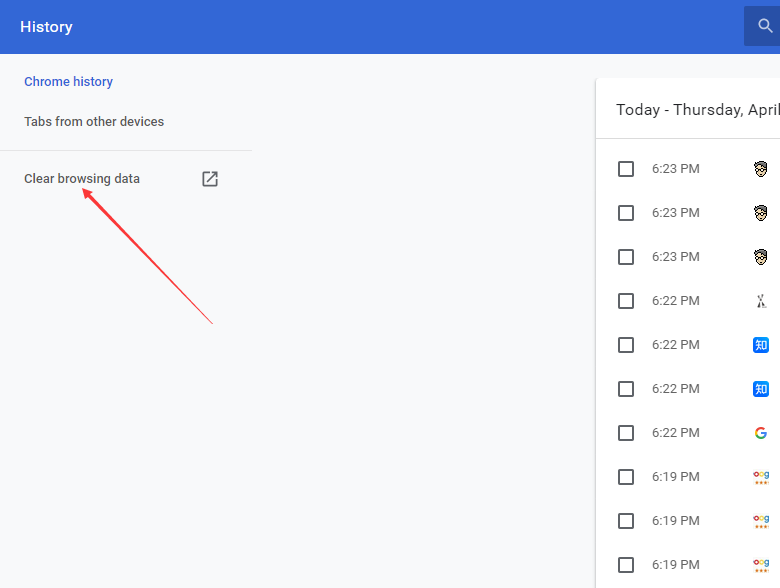 History
Chrome history
Tabs from other devices
Clear browsing data
Today - Thursday, April
6:23 PM
6:23 PM
6:23 PM
6:22 PM
6:22 PM
知
6:22 PM
知
6:22 PM
G
6:19 PM
6:19 PM
6:19 PM